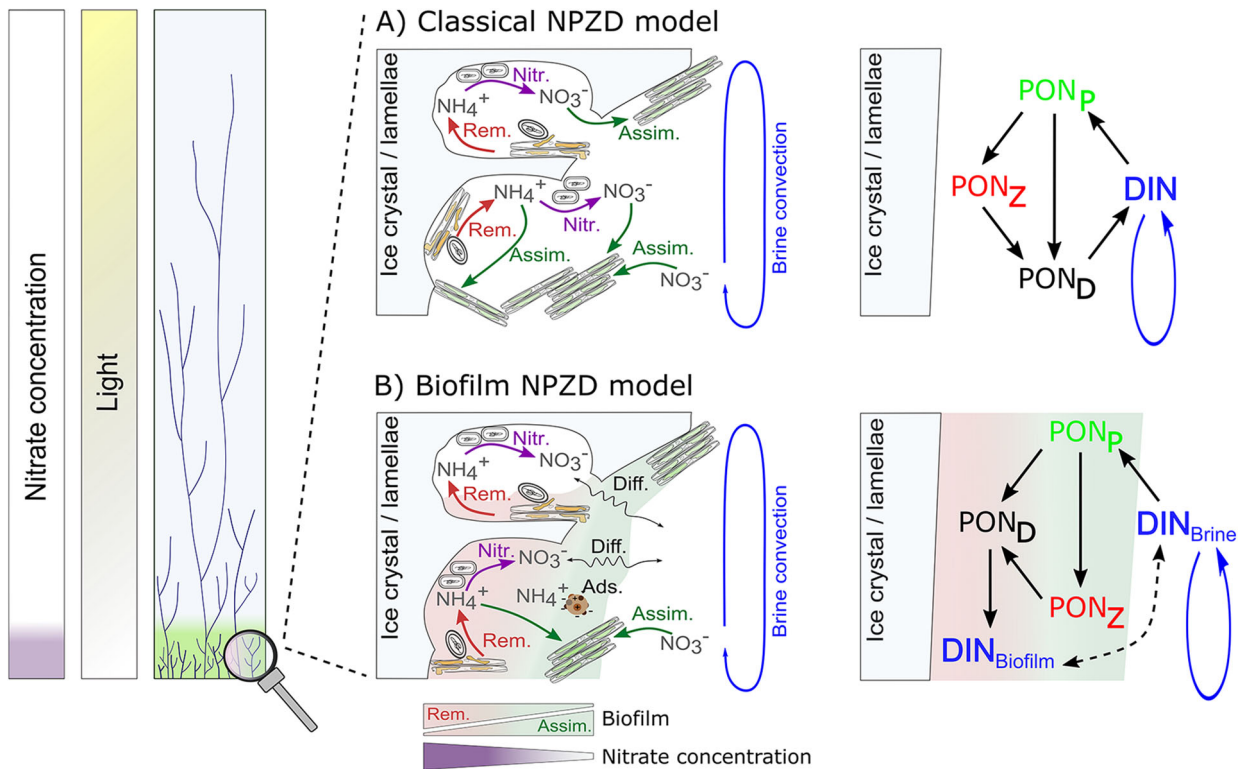 Nitrate concentration
Light
A) Classical NPZD model
Ice crystal / lamellae
Nitr.
NH4+
NO3-
Rem.
Assim.
NH4+
NO3-
Nitr.
Rem.
Assim.
Assim.
NO3-
Brine convection
Ice crystal / lamellae
PONP
PONZ
DIN
POND
B) Biofilm NPZD model
Ice crystal / lamellae
Nitr.
NH4+
NO3-
Rem.
Diff.
Nitr.
NO3-
Diff.
NH4+
NH4+
Ads.
Rem.
Assim.
NO3-
Brine convection
Ice crystal / lamellae
PONP
POND
DINBrine
PONZ
DINBiofilm
Rem.
Assim.
Biofilm
Nitrate concentration